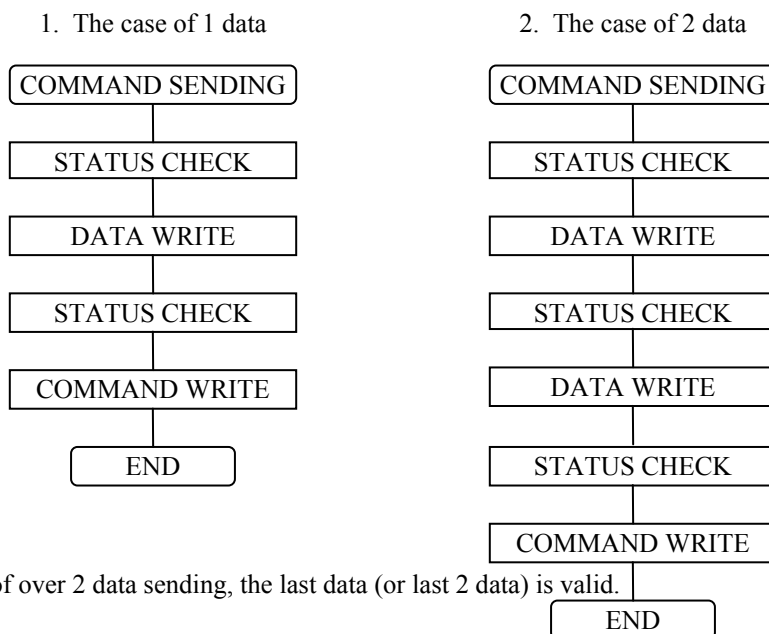 1. The case of 1 data
COMMAND SENDING
STATUS CHECK
DATA WRITE
STATUS CHECK
COMMAND WRITE
END
2. The case of 2 data
COMMAND SENDING
STATUS CHECK
DATA WRITE
STATUS CHECK
DATA WRITE
STATUS CHECK
COMMAND WRITE
END
of over 2 data sending, the last data (or last 2 data) is valid.